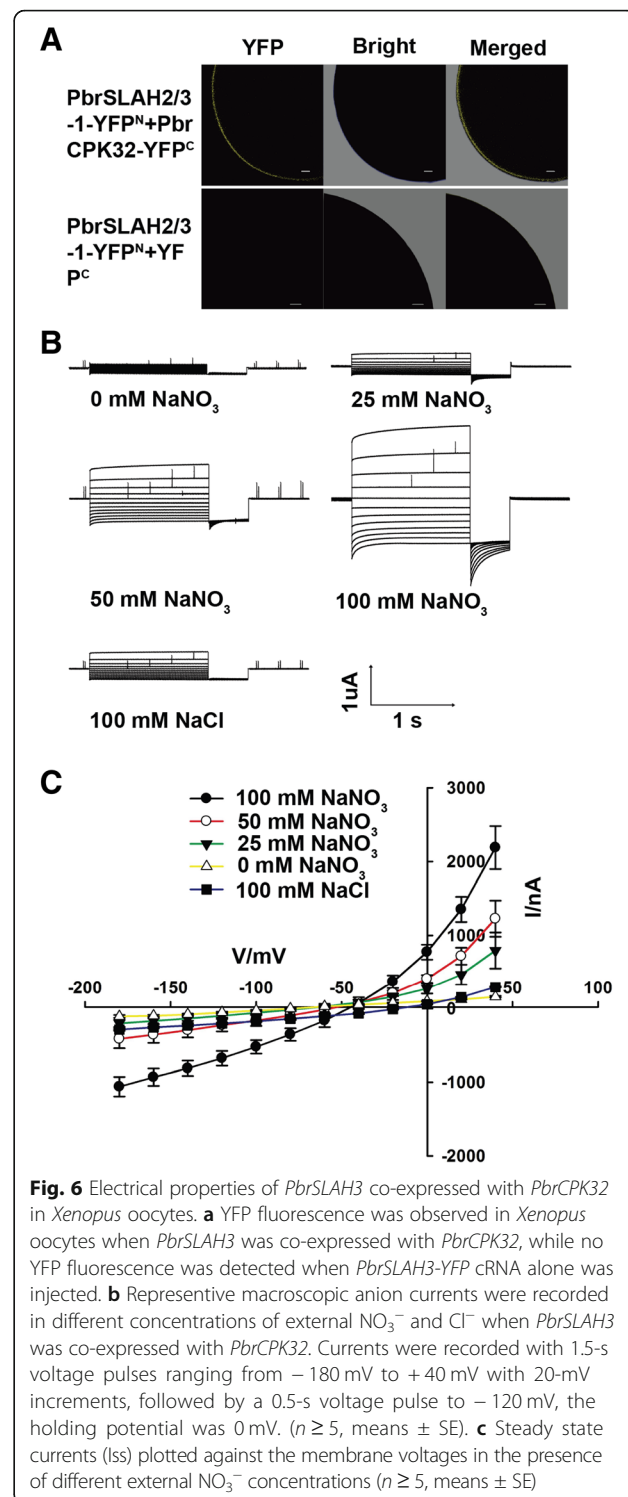 A
YFP Bright Merged
PbrSLAH2/3
-1-YFPᴺ+Pbr
CPK32-YFPᶜ
PbrSLAH2/3
-1-YFPᴺ+YF
Pᶜ
B
0 mM NaNO₃ 25 mM NaNO₃
50 mM NaNO₃ 100 mM NaNO₃
100 mM NaCl
1uA
1 s
C
100 mM NaNO₃
50 mM NaNO₃
25 mM NaNO₃
0 mM NaNO₃
100 mM NaCl
3000
2000
1000
0
-1000
-2000
I/nA
V/mV
-200 -150 -100 -50 50 100
Fig. 6 Electrical properties of PbrSLAH3 co-expressed with PbrCPK32
in Xenopus oocytes. a YFP fluorescence was observed in Xenopus
oocytes when PbrSLAH3 was co-expressed with PbrCPK32, while no
YFP fluorescence was detected when PbrSLAH3-YFP cRNA alone was
injected. b Representive macroscopic anion currents were recorded
in different concentrations of external NO₃⁻ and Cl⁻ when PbrSLAH3
was co-expressed with PbrCPK32. Currents were recorded with 1.5-s
voltage pulses ranging from − 180 mV to + 40 mV with 20-mV
increments, followed by a 0.5-s voltage pulse to − 120 mV, the
holding potential was 0 mV. (n ≥ 5, means ± SE). c Steady state
currents (Iss) plotted against the membrane voltages in the presence
of different external NO₃⁻ concentrations (n ≥ 5, means ± SE)